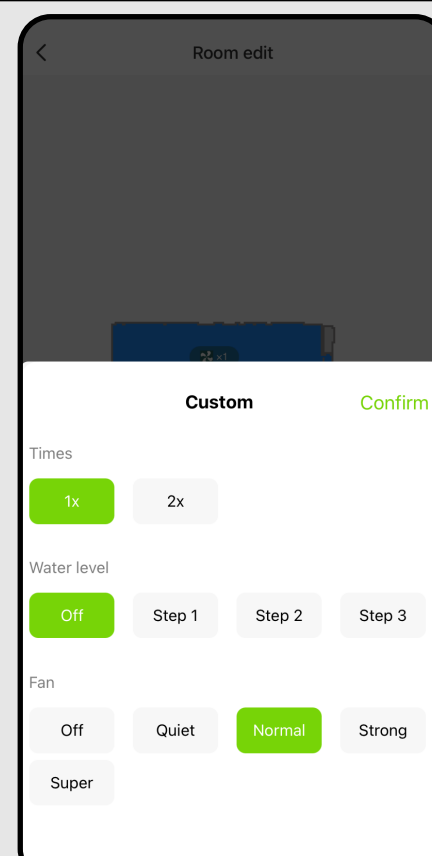 Room edit
x1
Custom
Confirm
Times
1x
2x
Water level
Off
Step 1
Step 2
Step 3
Fan
Off
Quiet
Normal
Strong
Super